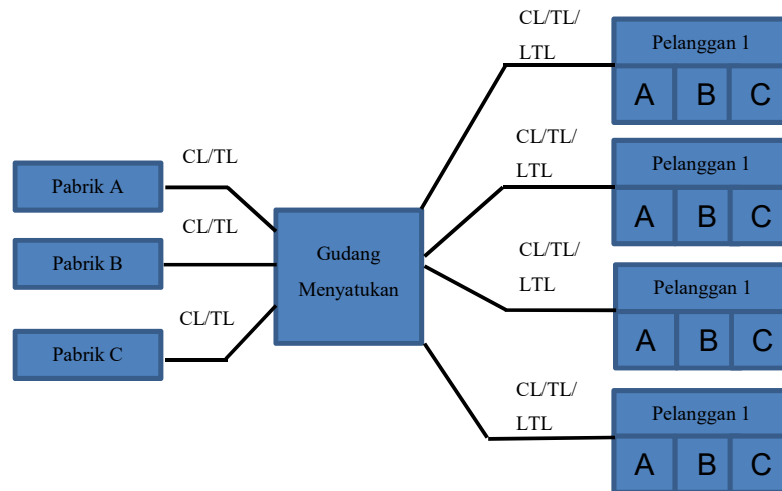 Pabrik A
CL/TL
Pabrik B
CL/TL
Pabrik C
CL/TL
Gudang
Menyatukan
CL/TL/
LTL
Pelanggan 1
A B C
CL/TL/
LTL
Pelanggan 1
A B C
CL/TL/
LTL
Pelanggan 1
A B C
CL/TL/
LTL
Pelanggan 1
A B C